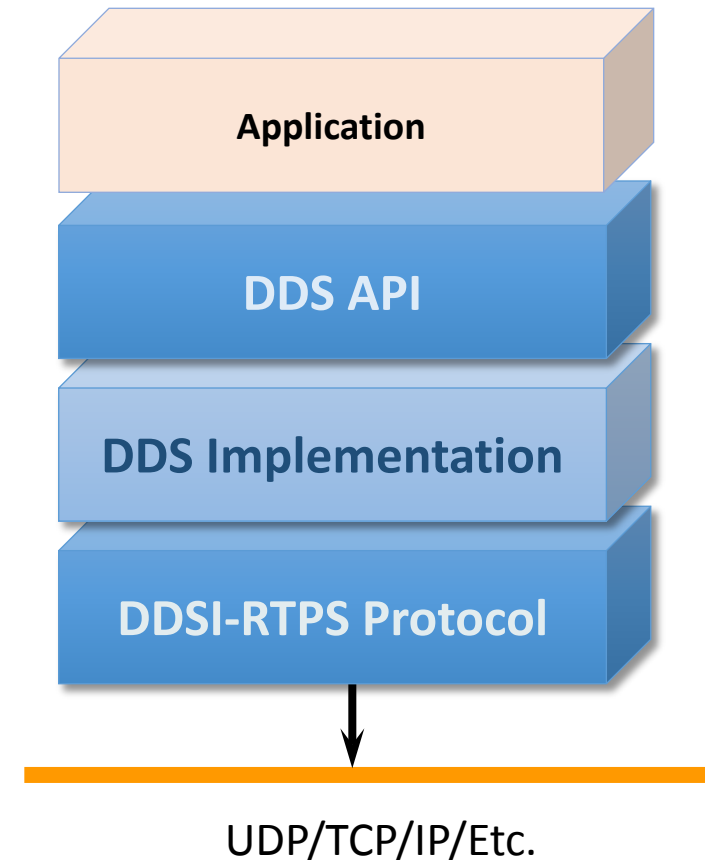 Application
DDS API
DDS Implementation
DDSI-RTPS Protocol
UDP/TCP/IP/Etc.